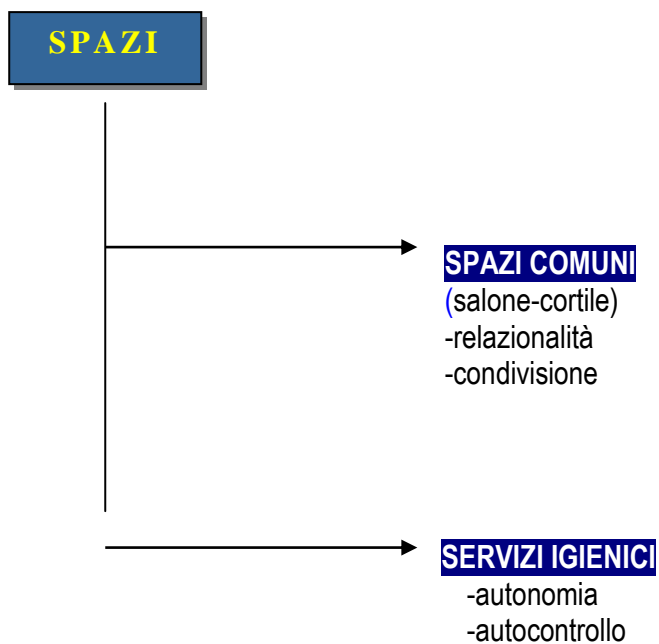 SPAZI
SPAZI COMUNI
(salone-cortile)
-relazionalità
-condivisione
SERVIZI IGIENICI
-autonomia
-autocontrollo